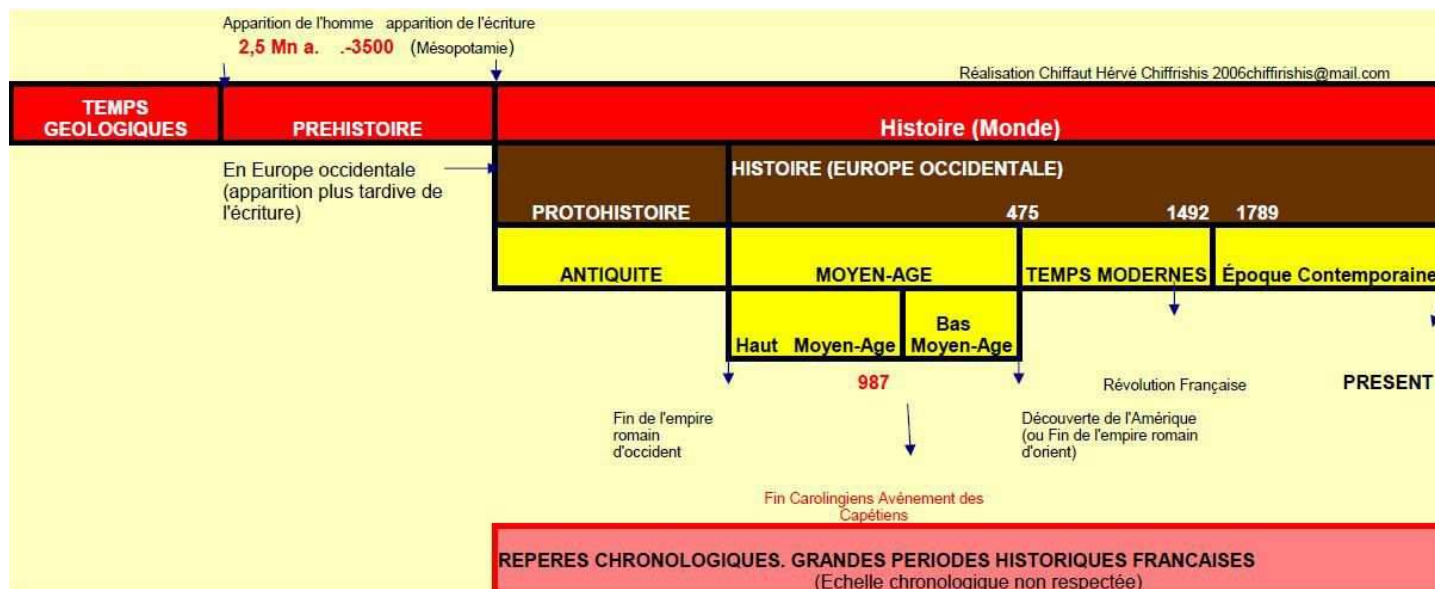 Apparition de l'homme apparition de l'écriture
2,5 Mn a. .-3500 (Mésopotamie)
Réalisation Chiffaut Hérvé Chiffrishis 2006chiffirishis@mail.com
TEMPS
GEOLOGIQUES
PREHISTOIRE
Histoire (Monde)
En Europe occidentale
(apparition plus tardive de
l'écriture)
HISTOIRE (EUROPE OCCIDENTALE)
PROTOHISTOIRE
475 1492 1789
ANTIQUITE
MOYEN-AGE
TEMPS MODERNES
Époque Contemporaine
Haut Moyen-Age
Bas
Moyen-Age
987
Révolution Française
PRESENT
Fin de l'empire
romain
d'occident
Découverte de l'Amérique
(ou Fin de l'empire romain
d'orient)
Fin Carolingiens Avénement des
Capétiens
REPERES CHRONOLOGIQUES. GRANDES PERIODES HISTORIQUES FRANCAISES
(Echelle chronologique non respectée)